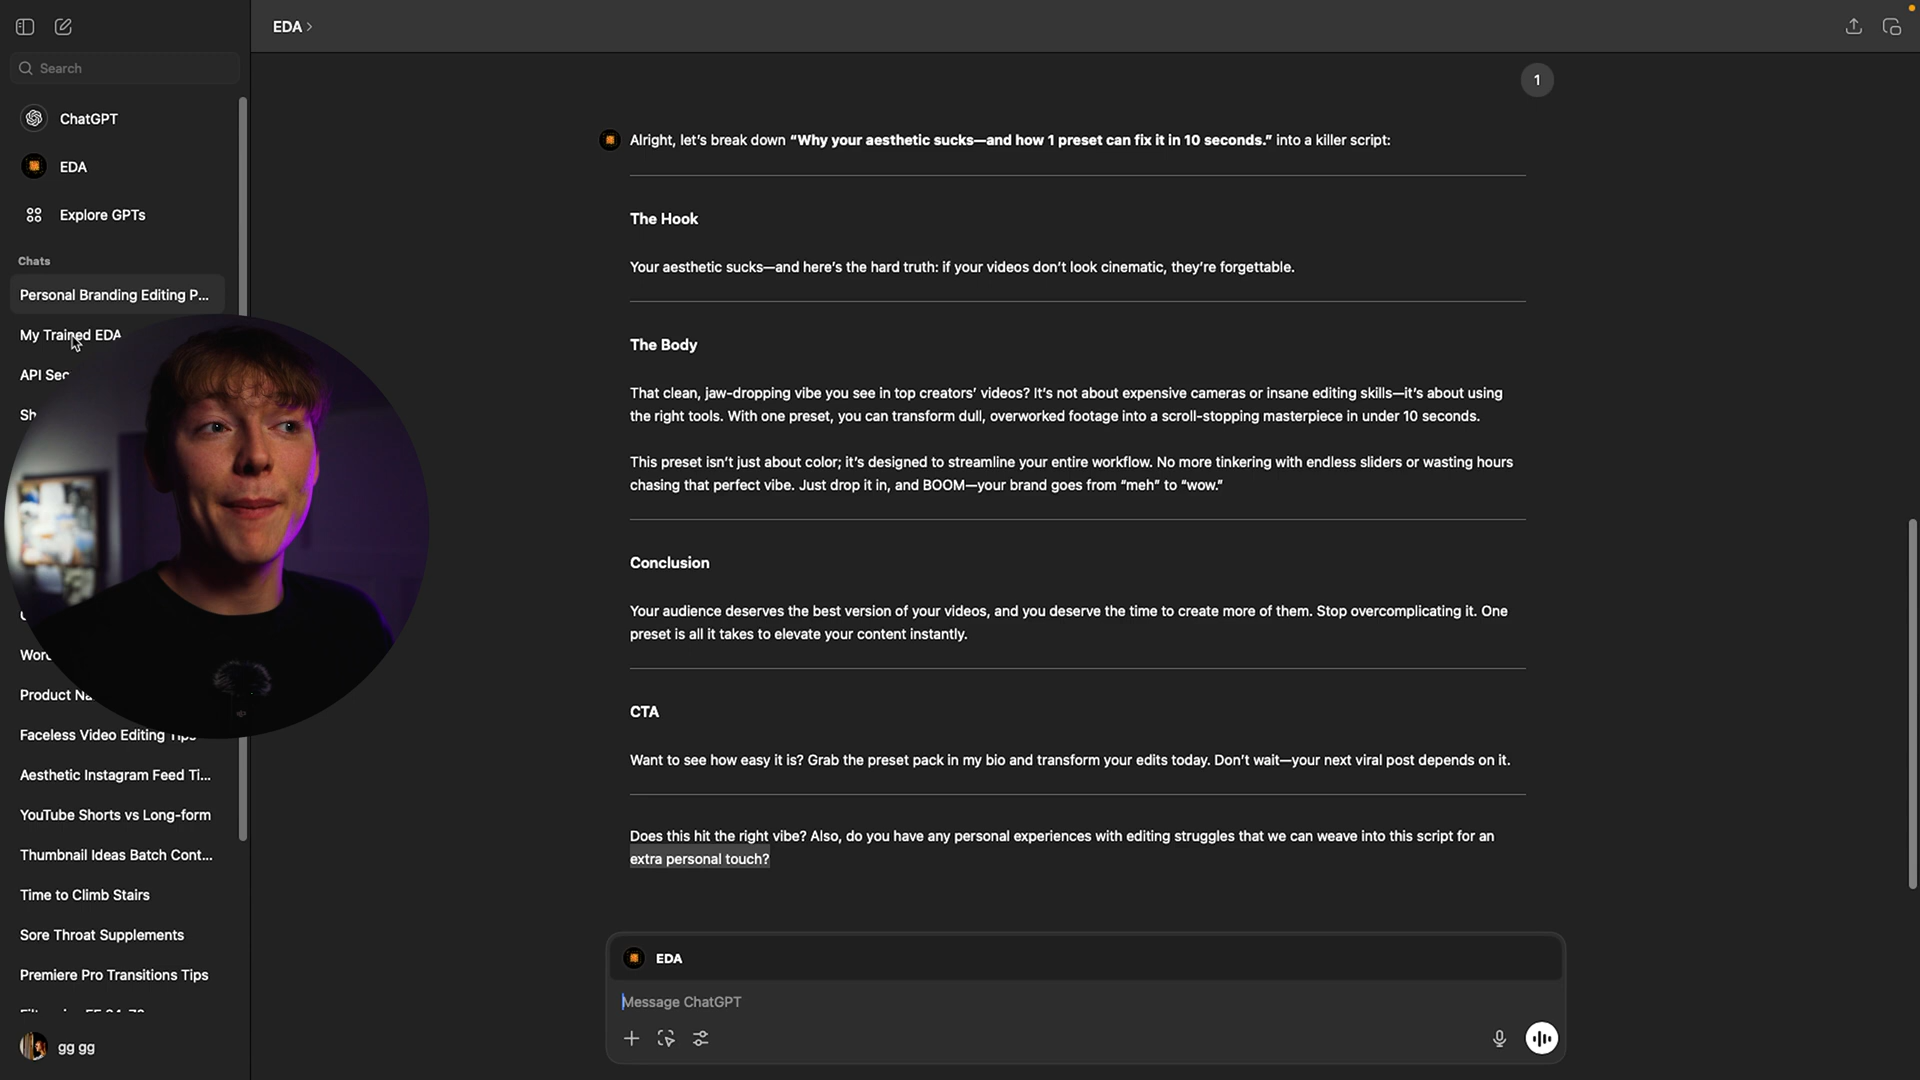 EDA >
Search
ChatGPT
EDA
Explore GPTs
Chats
Personal Branding Editing P...
My Trained EDA
API Sec
Sh
Product Na
Faceless Video Editing Tips
Aesthetic Instagram Feed Ti...
YouTube Shorts vs Long-form
Thumbnail Ideas Batch Cont...
Time to Climb Stairs
Sore Throat Supplements
Premiere Pro Transitions Tips
gg gg
1
Alright, let’s break down “Why your aesthetic sucks—and how 1 preset can fix it in 10 seconds.” into a killer script:
The Hook
Your aesthetic sucks—and here’s the hard truth: if your videos don’t look cinematic, they’re forgettable.
The Body
That clean, jaw-dropping vibe you see in top creators’ videos? It’s not about expensive cameras or insane editing skills—it’s about using
the right tools. With one preset, you can transform dull, overworked footage into a scroll-stopping masterpiece in under 10 seconds.
This preset isn’t just about color; it’s designed to streamline your entire workflow. No more tinkering with endless sliders or wasting hours
chasing that perfect vibe. Just drop it in, and BOOM—your brand goes from “meh” to “wow.”
Conclusion
Your audience deserves the best version of your videos, and you deserve the time to create more of them. Stop overcomplicating it. One
preset is all it takes to elevate your content instantly.
CTA
Want to see how easy it is? Grab the preset pack in my bio and transform your edits today. Don’t wait—your next viral post depends on it.
Does this hit the right vibe? Also, do you have any personal experiences with editing struggles that we can weave into this script for an
extra personal touch?
EDA
Message ChatGPT